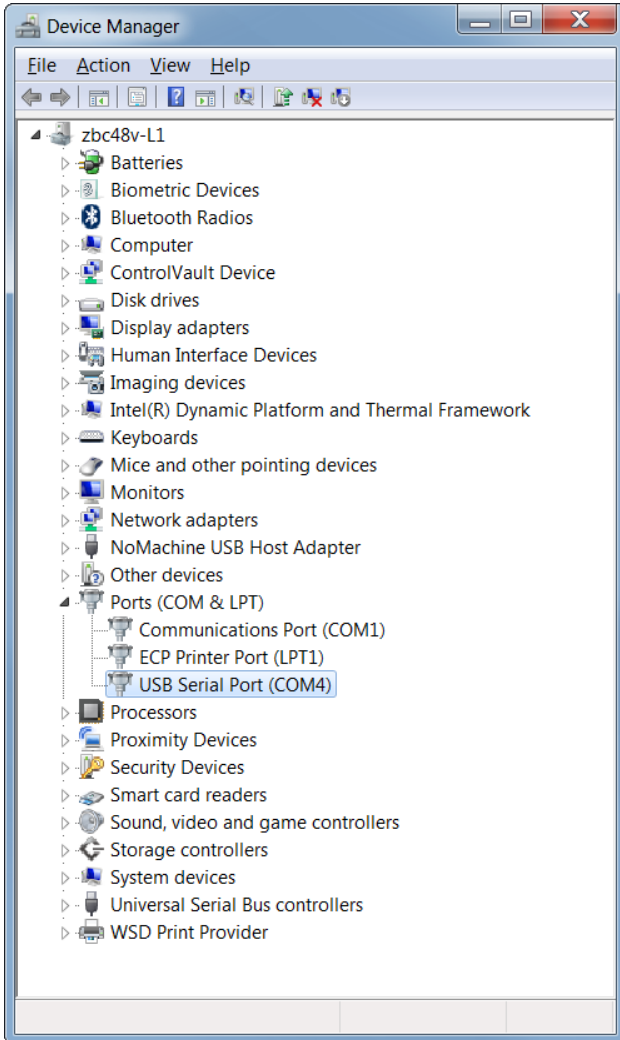 Device Manager
File Action View Help
zbc48v-L1
Batteries
Biometric Devices
Bluetooth Radios
Computer
ControlVault Device
Disk drives
Display adapters
Human Interface Devices
Imaging devices
Intel(R) Dynamic Platform and Thermal Framework
Keyboards
Mice and other pointing devices
Monitors
Network adapters
NoMachine USB Host Adapter
Other devices
Ports (COM & LPT)
Communications Port (COM1)
ECP Printer Port (LPT1)
USB Serial Port (COM4)
Processors
Proximity Devices
Security Devices
Smart card readers
Sound, video and game controllers
Storage controllers
System devices
Universal Serial Bus controllers
WSD Print Provider